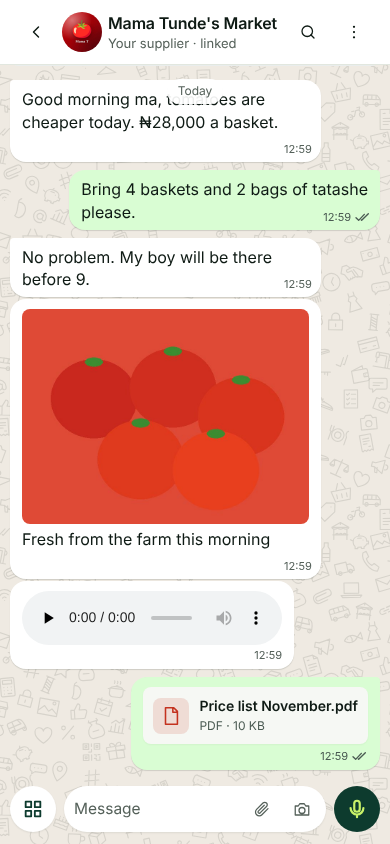 Mama Tunde's Market
Your supplier · linked
Today
Good morning ma, are
cheaper today. ₦28,000 a basket.
12:59
Bring 4 baskets and 2 bags of tatashe
please.
12:59
No problem. My boy will be there
before 9.
12:59
Fresh from the farm this morning
12:59
0:00 / 0:00
12:59
Price list November.pdf
PDF · 10 KB
12:59
Message